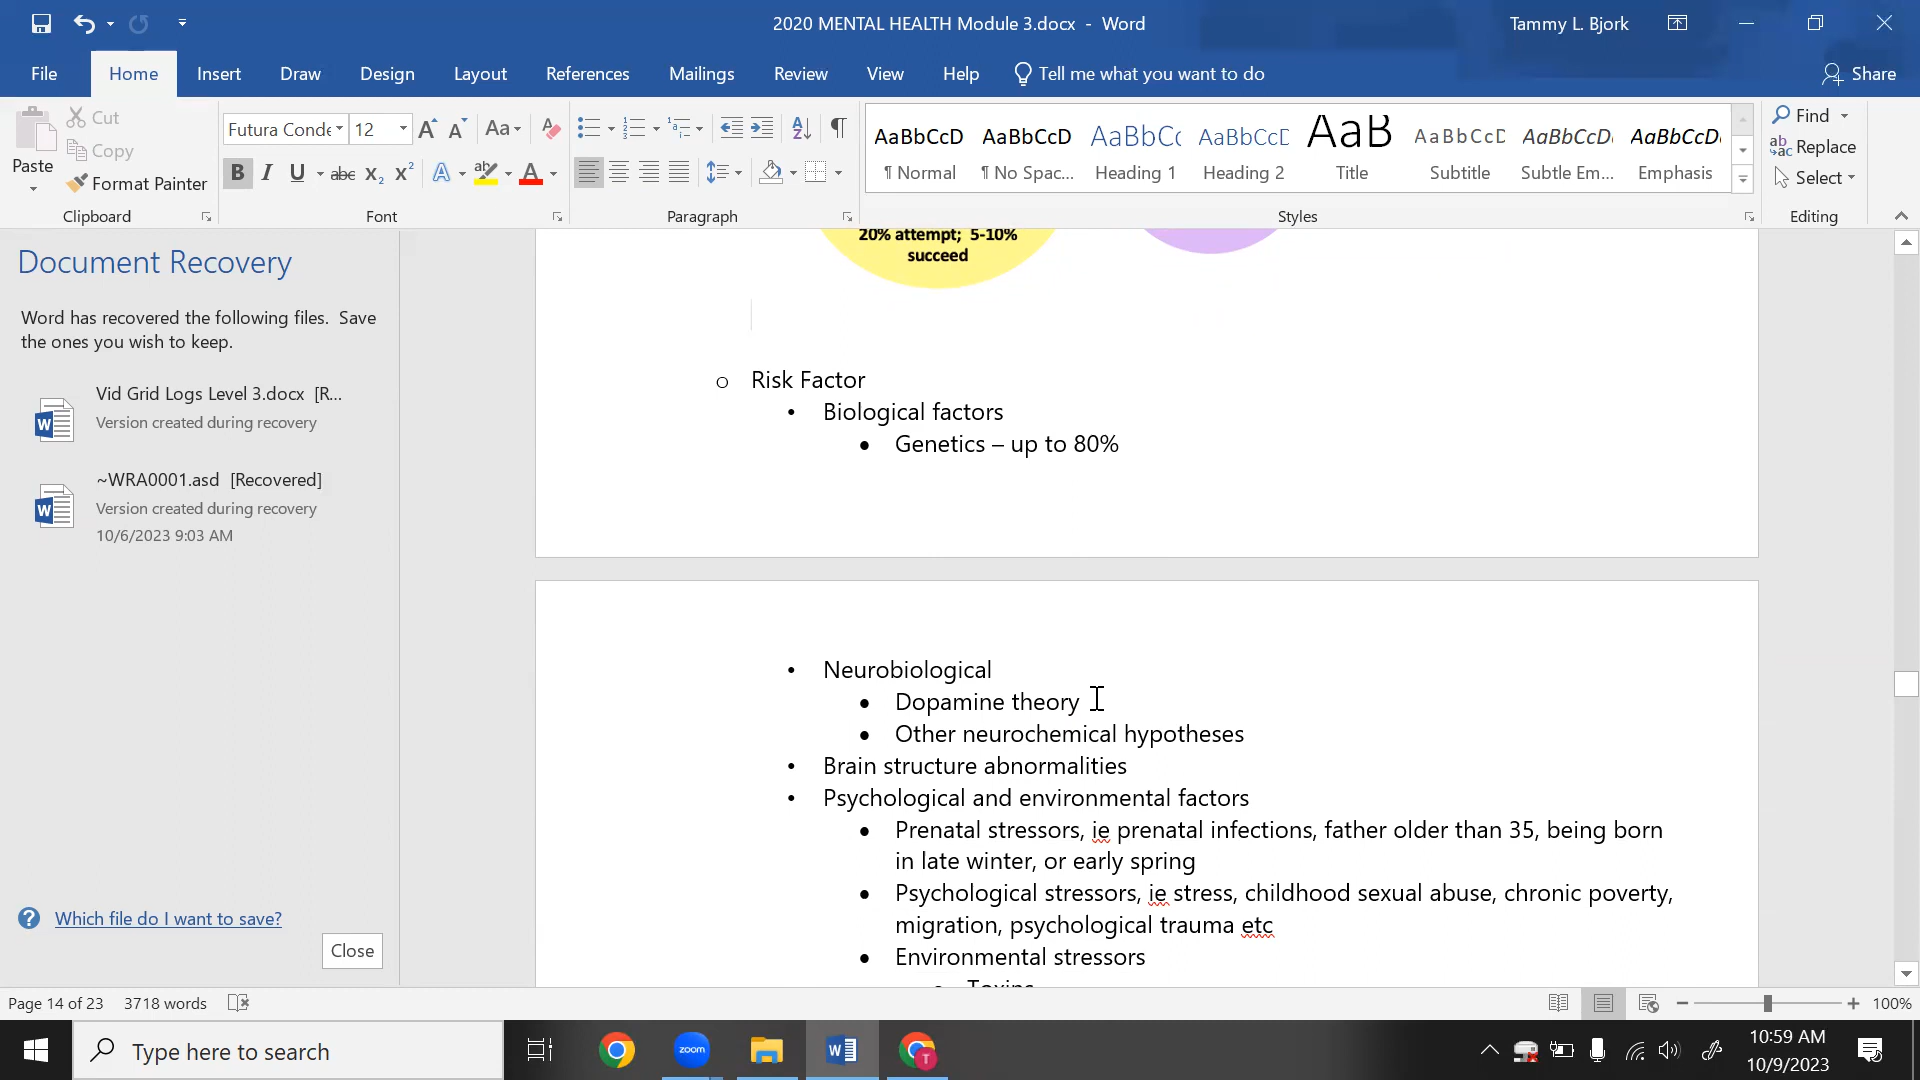 2020 MENTAL HEALTH Module 3.docx - Word
Tammy L. Bjork
File Home Insert Draw Design Layout References Mailings Review View Help Tell me what you want to do Share
Paste
Cut
Copy
Format Painter
Clipboard
Futura Conde 12
Font
Paragraph
AaBbCcD AaBbCcD AaBbCc AaBbCcD AaB AaBbCcD AaBbCcD AaBbCcD
¶ Normal ¶ No Spac... Heading 1 Heading 2 Title Subtitle Subtle Em... Emphasis
Styles
Find
Replace
Select
Editing
Document Recovery
Word has recovered the following files. Save
the ones you wish to keep.
Vid Grid Logs Level 3.docx [R...
Version created during recovery
~WRA0001.asd [Recovered]
Version created during recovery
10/6/2023 9:03 AM
Which file do I want to save?
Close
20% attempt; 5-10%
succeed
o Risk Factor
• Biological factors
• Genetics – up to 80%
• Neurobiological
• Dopamine theory
• Other neurochemical hypotheses
• Brain structure abnormalities
• Psychological and environmental factors
• Prenatal stressors, ie prenatal infections, father older than 35, being born
in late winter, or early spring
• Psychological stressors, ie stress, childhood sexual abuse, chronic poverty,
migration, psychological trauma etc
• Environmental stressors
o Toxins
Page 14 of 23 3718 words
100%
Type here to search
zoom
10:59 AM
10/9/2023